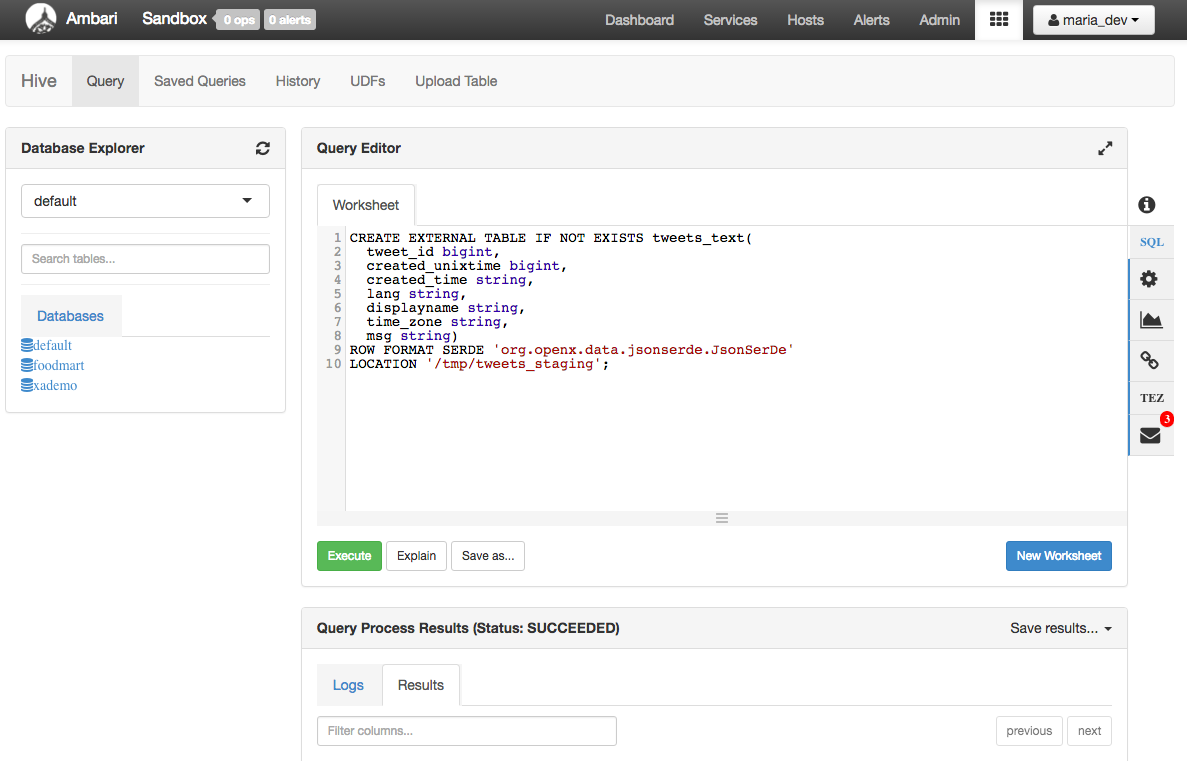 Ambari Sandbox 0 ops 0 alerts Dashboard Services Hosts Alerts Admin maria_dev
Hive Query Saved Queries History UDFs Upload Table
Database Explorer
default
Search tables...
Databases
default
foodmart
xademo
Query Editor
Worksheet
1 CREATE EXTERNAL TABLE IF NOT EXISTS tweets_text(
2 tweet_id bigint,
3 created_unixtime bigint,
4 created_time string,
5 lang string,
6 displayname string,
7 time_zone string,
8 msg string)
9 ROW FORMAT SERDE 'org.openx.data.jsonserde.JsonSerDe'
10 LOCATION '/tmp/tweets_staging';
Execute Explain Save as... New Worksheet
SQL
TEZ
3
Query Process Results (Status: SUCCEEDED) Save results...
Logs Results
Filter columns... previous next